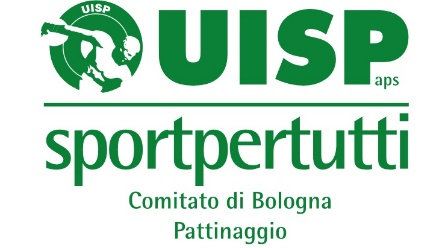 UISP
UISP
aps
sportpertutti
Comitato di Bologna
Pattinaggio